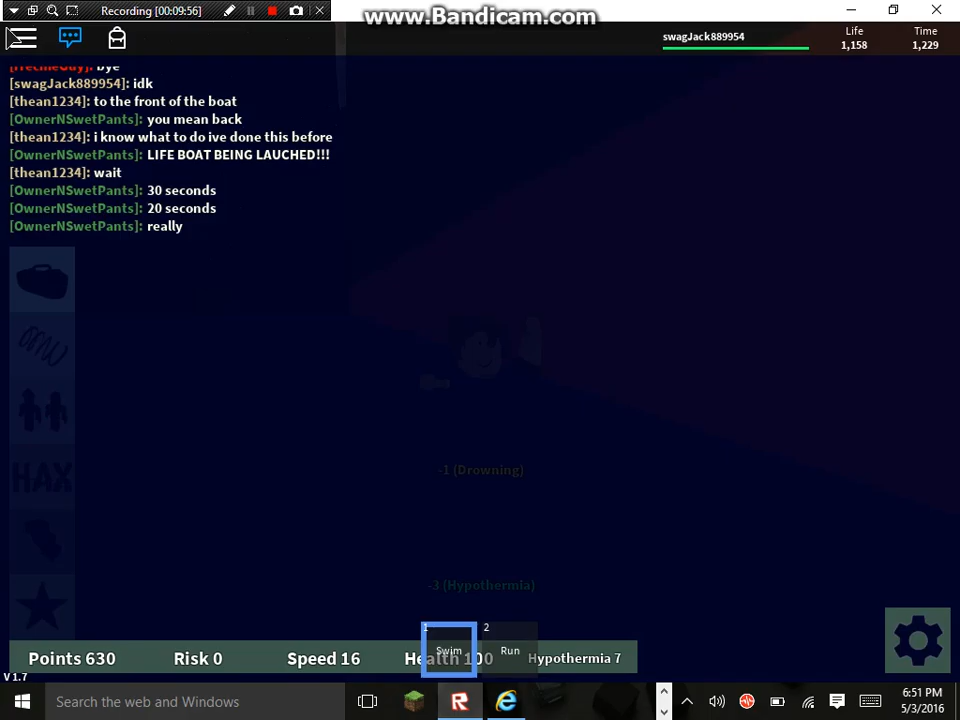 Recording [00:09:56]
www.Bandicam.com
swagJack889954
Life
1,158
Time
1,229
bye
[swagJack889954]: idk
[thean1234]: to the front of the boat
[OwnerNSwetPants]: you mean back
[thean1234]: i know what to do ive done this before
[OwnerNSwetPants]: LIFE BOAT BEING LAUCHED!!!
[thean1234]: wait
[OwnerNSwetPants]: 30 seconds
[OwnerNSwetPants]: 20 seconds
[OwnerNSwetPants]: really
HAX
-1 (Drowning)
-3 (Hypothermia)
1
Swim
2
Run
Points 630
Risk 0
Speed 16
Health 100
Hypothermia 7
V 1.7
Search the web and Windows
6:51 PM
5/3/2016